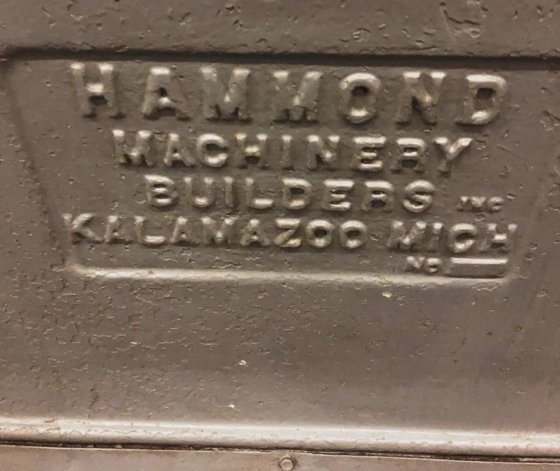 HAMMOND
MACHINERY
BUILDERS INC
KALAMAZOO MICH
NO